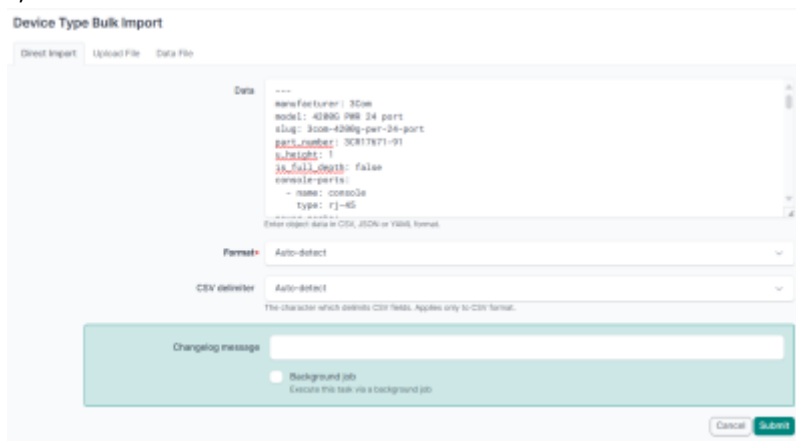 Device Type Bulk Import
Direct Import Upload File Data File
Data
---
manufacturer: 3Com
model: 4200G PWR 24 port
slug: 3com-4200g-pwr-24-port
part_number: 3CR17671-91
u_height: 1
is_full_depth: false
console-ports:
- name: console
type: rj-45
Enter object data in CSV, JSON or YAML format.
Format* Auto-detect
CSV delimiter Auto-detect
The character which delimits CSV fields. Applies only to CSV format.
Changelog message
Background job
Execute this task via a background job
Cancel Submit